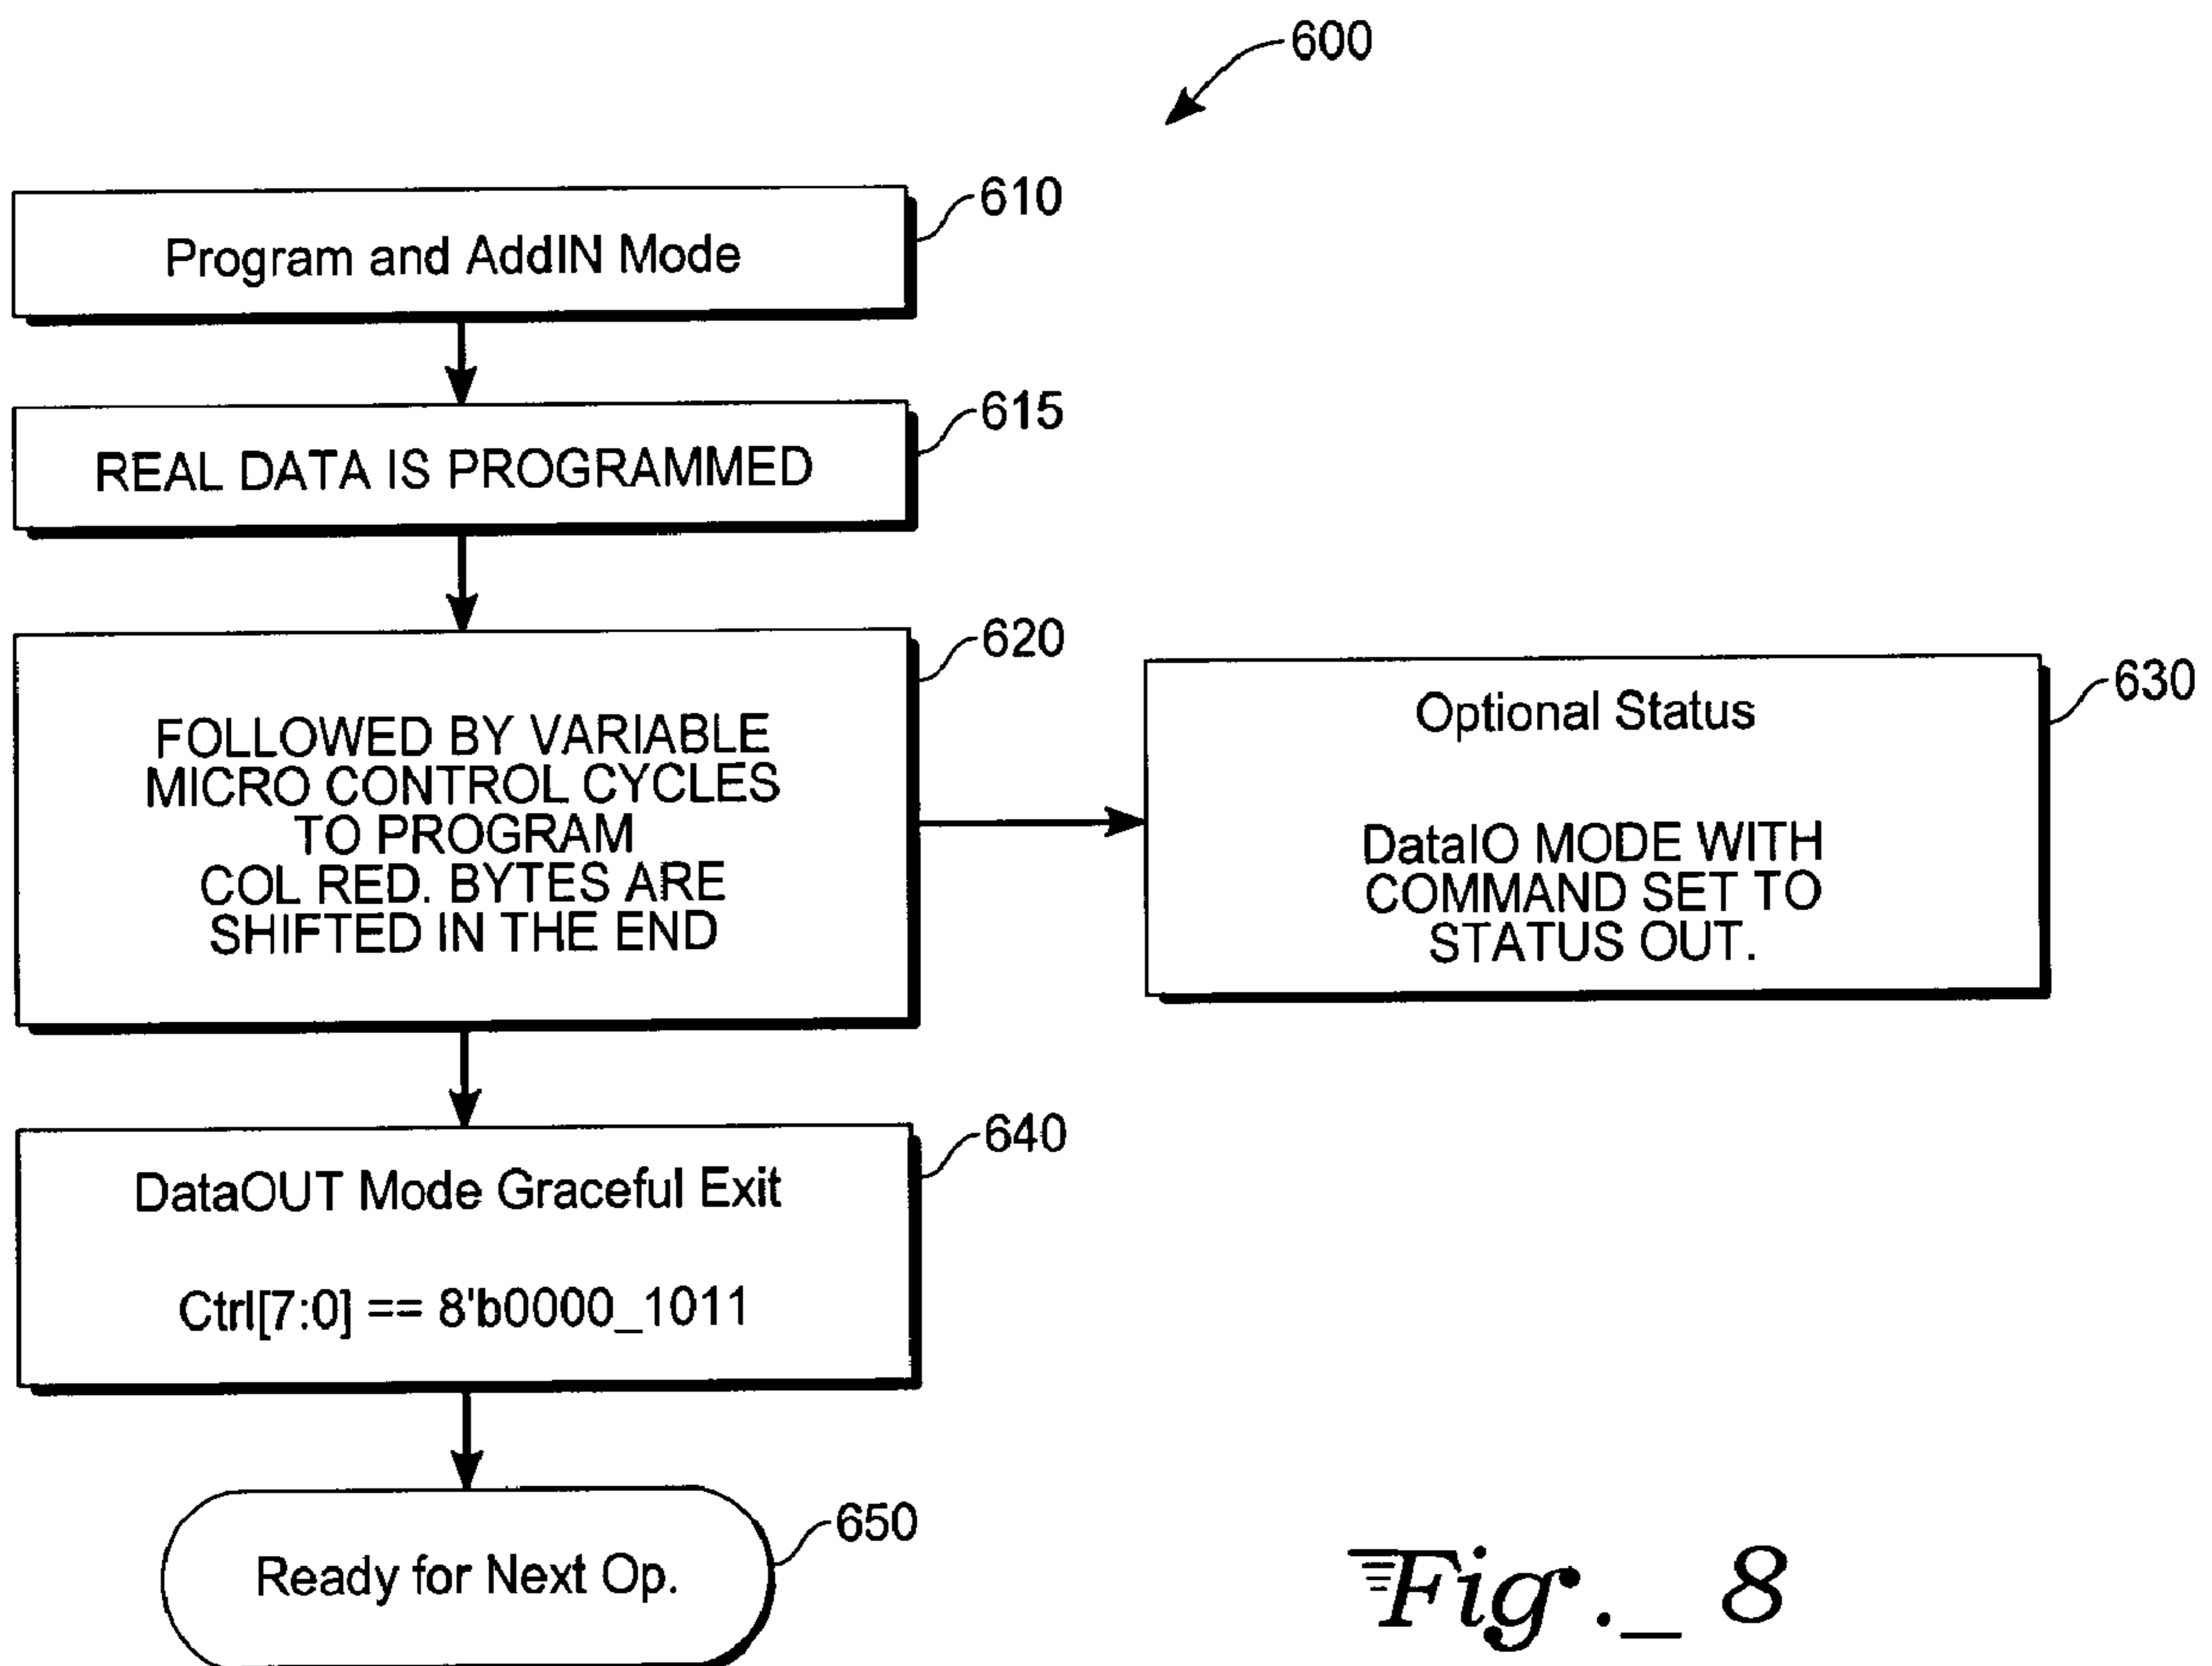 600
610
Program and AddIN Mode
615
REAL DATA IS PROGRAMMED
620
FOLLOWED BY VARIABLE
MICRO CONTROL CYCLES
TO PROGRAM
COL RED. BYTES ARE
SHIFTED IN THE END
630
Optional Status
DataIO MODE WITH
COMMAND SET TO
STATUS OUT.
640
DataOUT Mode Graceful Exit
Ctrl[7:0] == 8'b0000_1011
650
Ready for Next Op.
Fig._ 8